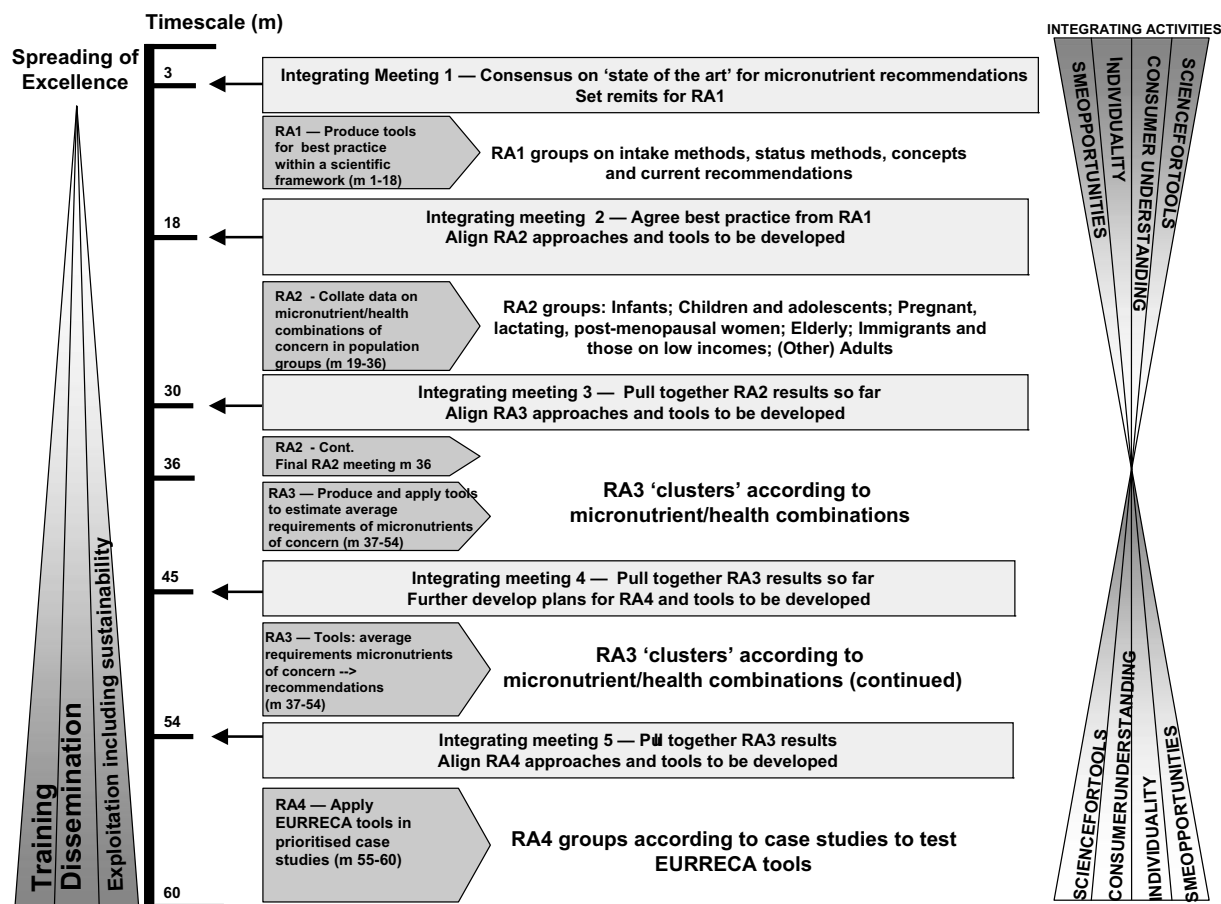 Timescale (m)
Spreading of
Excellence
INTEGRATING ACTIVITIES
3
Integrating Meeting 1 — Consensus on ‘state of the art’ for micronutrient recommendations
Set remits for RA1
RA1 — Produce tools
for best practice
within a scientific
framework (m 1-18)
RA1 groups on intake methods, status methods, concepts
and current recommendations
18
Integrating meeting 2 — Agree best practice from RA1
Align RA2 approaches and tools to be developed
RA2 - Collate data on
micronutrient/health
combinations of
concern in population
groups (m 19-36)
RA2 groups: Infants; Children and adolescents; Pregnant,
lactating, post-menopausal women; Elderly; Immigrants and
those on low incomes; (Other) Adults
30
Integrating meeting 3 — Pull together RA2 results so far
Align RA3 approaches and tools to be developed
RA2 - Cont.
Final RA2 meeting m 36
36
RA3 — Produce and apply tools
to estimate average
requirements of micronutrients
of concern (m 37-54)
RA3 ‘clusters’ according to
micronutrient/health combinations
45
Integrating meeting 4 — Pull together RA3 results so far
Further develop plans for RA4 and tools to be developed
RA3 — Tools: average
requirements micronutrients
of concern -->
recommendations
(m 37-54)
RA3 ‘clusters’ according to
micronutrient/health combinations (continued)
54
Integrating meeting 5 — Pull together RA3 results
Align RA4 approaches and tools to be developed
RA4 — Apply
EURRECA tools in
prioritised case
studies (m 55-60)
RA4 groups according to case studies to test
EURRECA tools
60
Training
Dissemination
Exploitation including sustainability
SMEOPPORTUNITIES
INDIVIDUALITY
CONSUMER UNDERSTANDING
SCIENCEFORTOOLS
SCIENCEFORTOOLS
CONSUMERUNDERSTANDING
INDIVIDUALITY
SMEOPPORTUNITIES